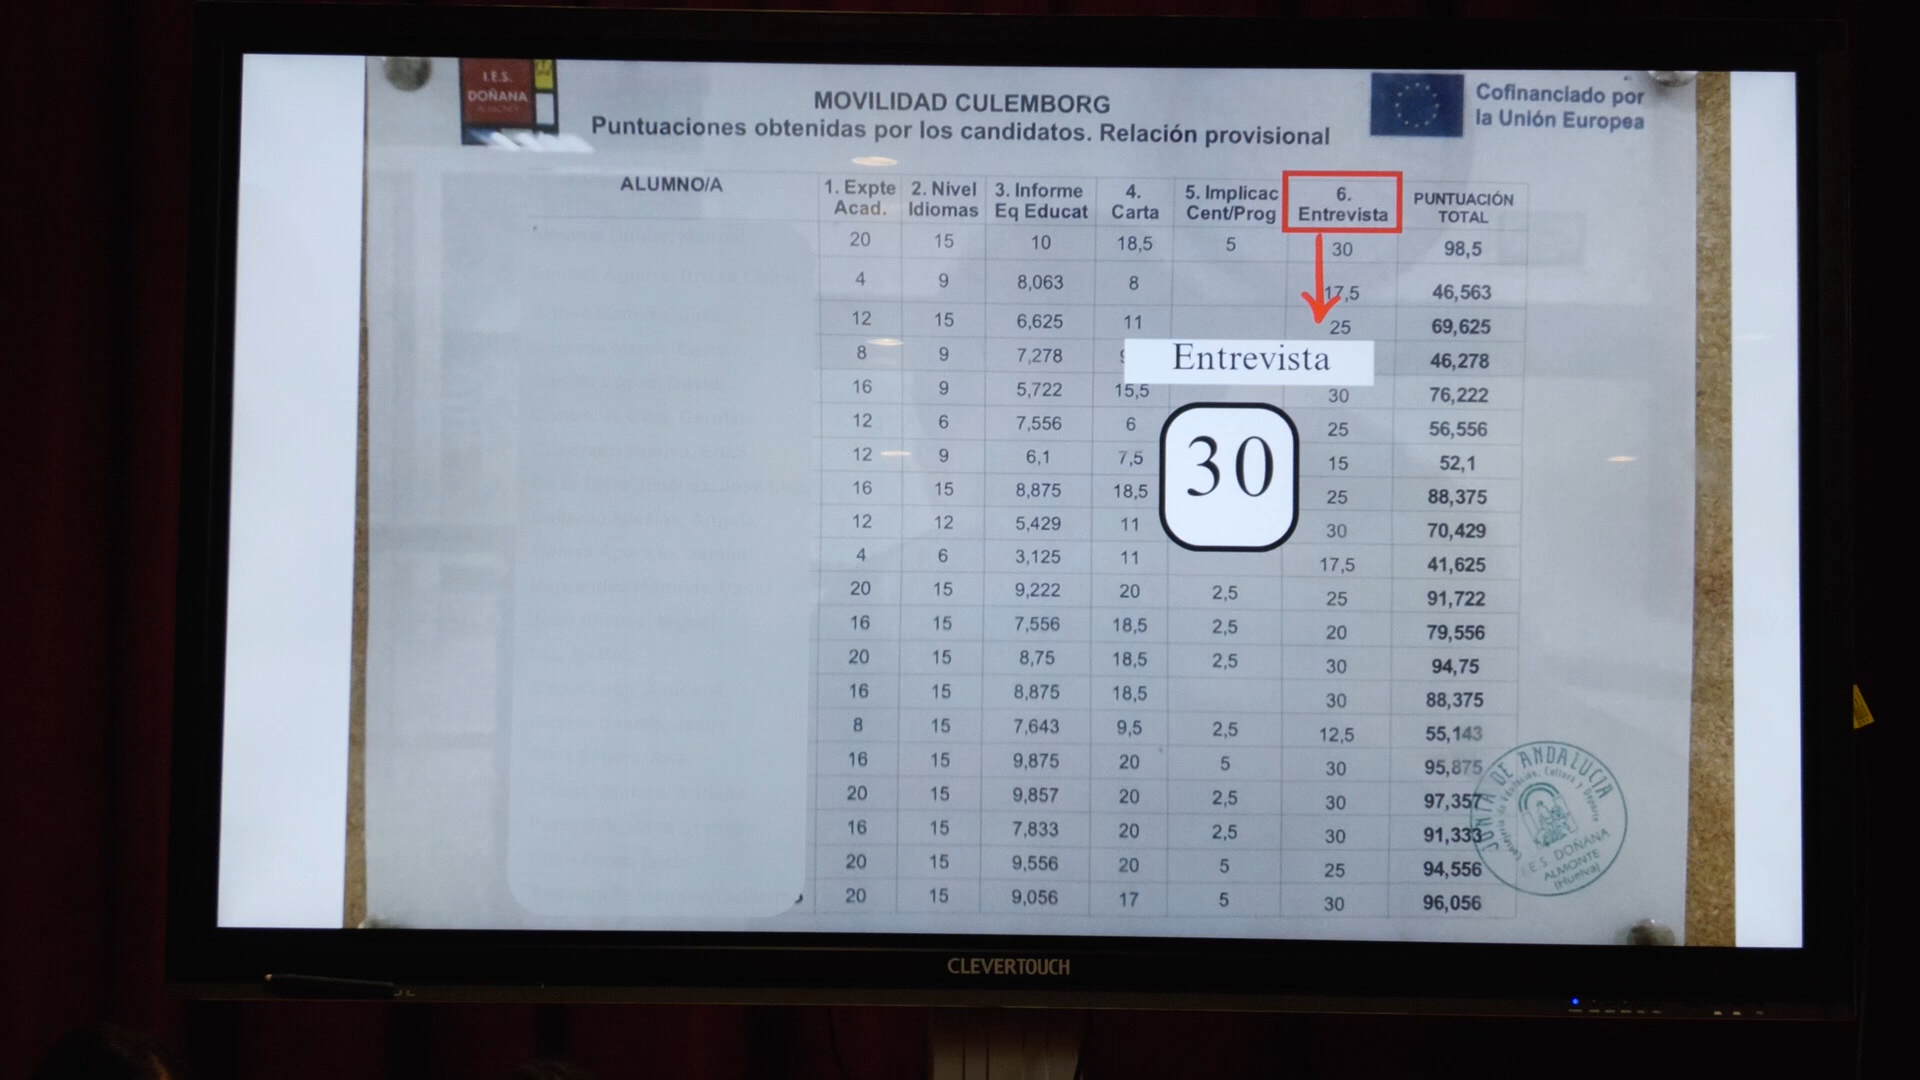 I.E.S.
DOÑANA
ALMONTE
MOVILIDAD CULEMBORG
Puntuaciones obtenidas por los candidatos. Relación provisional
Cofinanciado por
la Unión Europea
ALUMNO/A 1. Expte Acad. 2. Nivel Idiomas 3. Informe Eq Educat 4. Carta 5. Implicac Cent/Prog 6. Entrevista PUNTUACIÓN TOTAL
20 15 10 18,5 5 30 98,5
4 9 8,063 8 17,5 46,563
12 15 6,625 11 25 69,625
8 9 7,278 46,278
Entrevista
16 9 5,722 15,5 30 76,222
12 6 7,556 6 25 56,556
30
12 9 6,1 7,5 15 52,1
16 15 8,875 18,5 25 88,375
12 12 5,429 11 30 70,429
4 6 3,125 11 17,5 41,625
20 15 9,222 20 2,5 25 91,722
16 15 7,556 18,5 2,5 20 79,556
20 15 8,75 18,5 2,5 30 94,75
16 15 8,875 18,5 30 88,375
8 15 7,643 9,5 2,5 12,5 55,143
16 15 9,875 20 5 30 95,875
20 15 9,857 20 2,5 30 97,357
16 15 7,833 20 2,5 30 91,333
20 15 9,556 20 5 25 94,556
20 15 9,056 17 5 30 96,056
JUNTA DE ANDALUCIA
Consejería de Educación, Cultura y Deporte
I.E.S. DOÑANA
ALMONTE
(Huelva)
CLEVERTOUCH